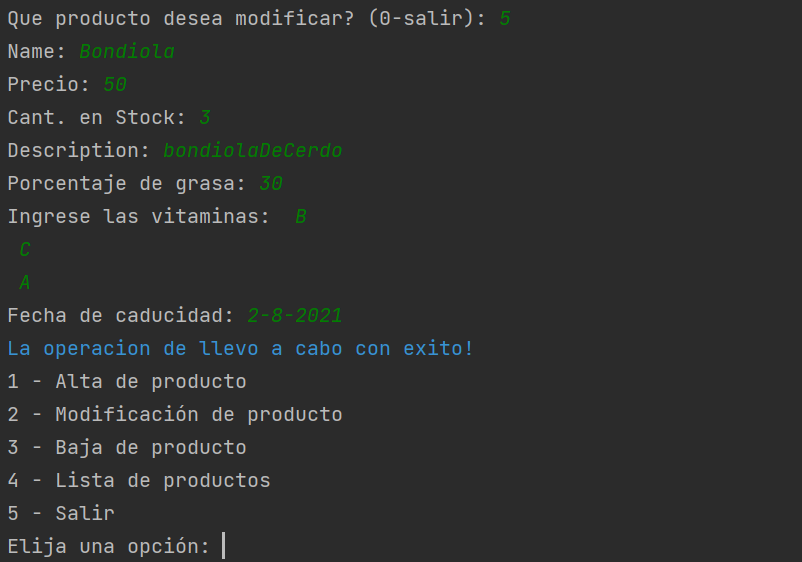 Que producto desea modificar? (0-salir): 5
Name: Bondiola
Precio: 50
Cant. en Stock: 3
Description: bondiolaDeCerdo
Porcentaje de grasa: 30
Ingrese las vitaminas:  B
C
A
Fecha de caducidad: 2-8-2021
La operacion de llevo a cabo con exito!
1 - Alta de producto
2 - Modificación de producto
3 - Baja de producto
4 - Lista de productos
5 - Salir
Elija una opción: